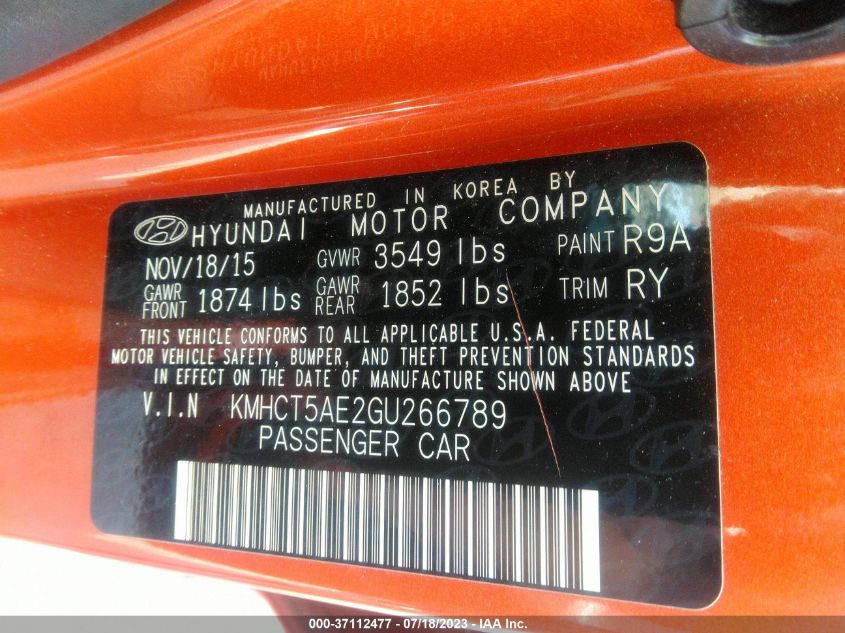 MANUFACTURED IN KOREA BY
HYUNDAI MOTOR COMPANY
NOV/18/15 GVWR 3549 lbs PAINT R9A
GAWR FRONT 1874 lbs GAWR REAR 1852 lbs TRIM RY
THIS VEHICLE CONFORMS TO ALL APPLICABLE U.S.A. FEDERAL
MOTOR VEHICLE SAFETY, BUMPER, AND THEFT PREVENTION STANDARDS
IN EFFECT ON THE DATE OF MANUFACTURE SHOWN ABOVE
V.I.N KMHCT5AE2GU266789
PASSENGER CAR
000-37112477 - 07/18/2023 - IAA Inc.